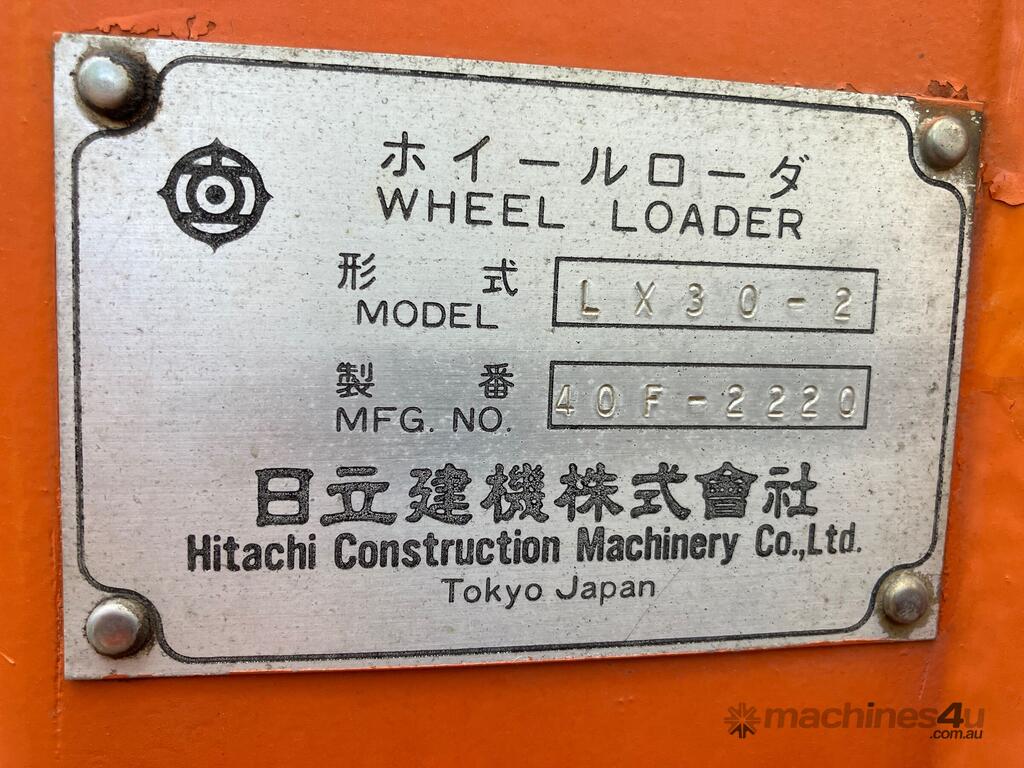 ホイールローダ
WHEEL LOADER
形式 LX30-2
MODEL
製番 40F-2220
MFG. NO.
日立建機株式會社
Hitachi Construction Machinery Co.,Ltd.
Tokyo Japan
machines4u
.com.au